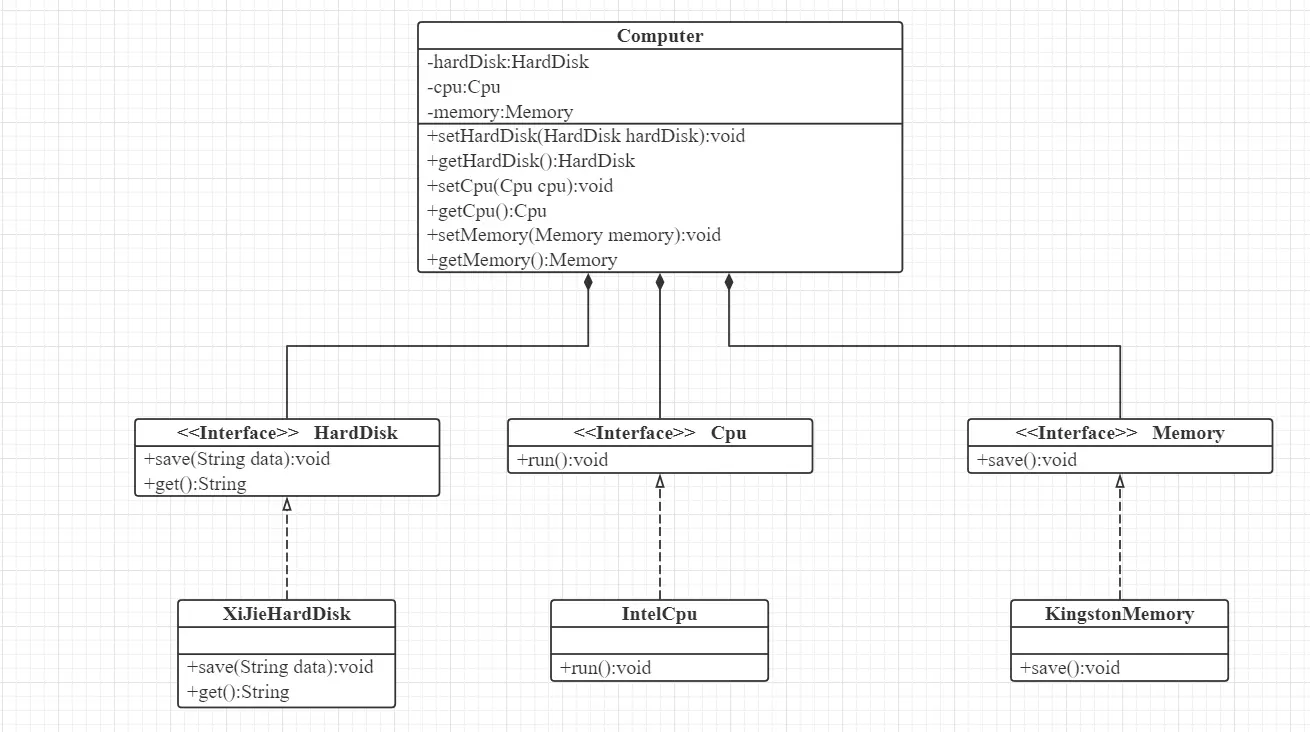 Computer
-hardDisk:HardDisk
-cpu:Cpu
-memory:Memory
+setHardDisk(HardDisk hardDisk):void
+getHardDisk():HardDisk
+setCpu(Cpu cpu):void
+getCpu():Cpu
+setMemory(Memory memory):void
+getMemory():Memory
<<Interface>> HardDisk
+save(String data):void
+get():String
<<Interface>> Cpu
+run():void
<<Interface>> Memory
+save():void
XiJieHardDisk
+save(String data):void
+get():String
IntelCpu
+run():void
KingstonMemory
+save():void